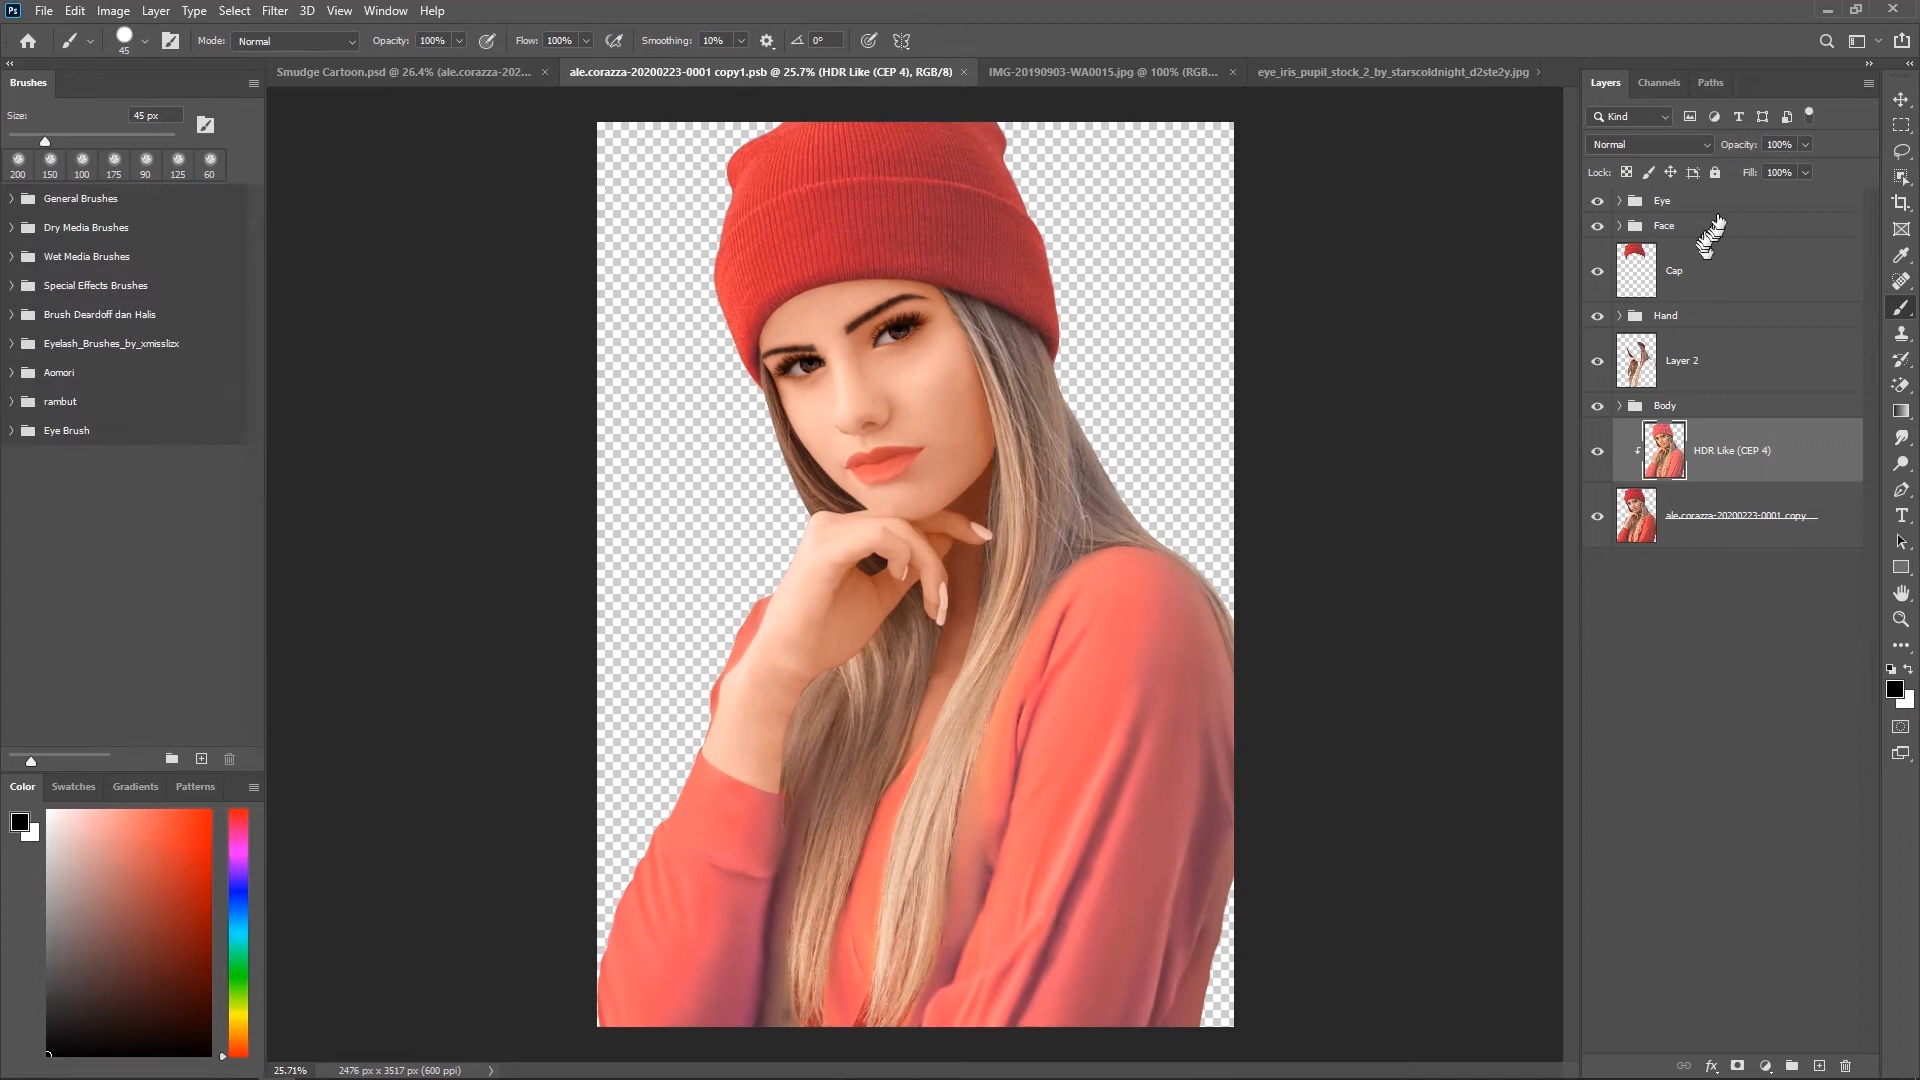 Ps File Edit Image Layer Type Select Filter 3D View Window Help
45 Mode: Normal Opacity: 100% Flow: 100% Smoothing: 10% 0°
Smudge Cartoon.psd @ 26.4% (ale.corazza-202... × ale.corazza-20200223-0001 copy1.psb @ 25.7% (HDR Like (CEP 4), RGB/8) × IMG-20190903-WA0015.jpg @ 100% (RGB... × eye_iris_pupil_stock_2_by_starscoldnight_d2ste2y.jpg
Brushes
Size: 45 px
200 150 100 175 90 125 60
General Brushes
Dry Media Brushes
Wet Media Brushes
Special Effects Brushes
Brush Deardoff dan Halis
Eyelash_Brushes_by_xmisslizx
Aomori
rambut
Eye Brush
Color Swatches Gradients Patterns
25.71% 2476 px x 3517 px (600 ppi)
Layers Channels Paths
Kind
Normal Opacity: 100%
Lock: Fill: 100%
Eye
Face
Cap
Hand
Layer 2
Body
HDR Like (CEP 4)
ale.corazza-20200223-0001 copy
fx